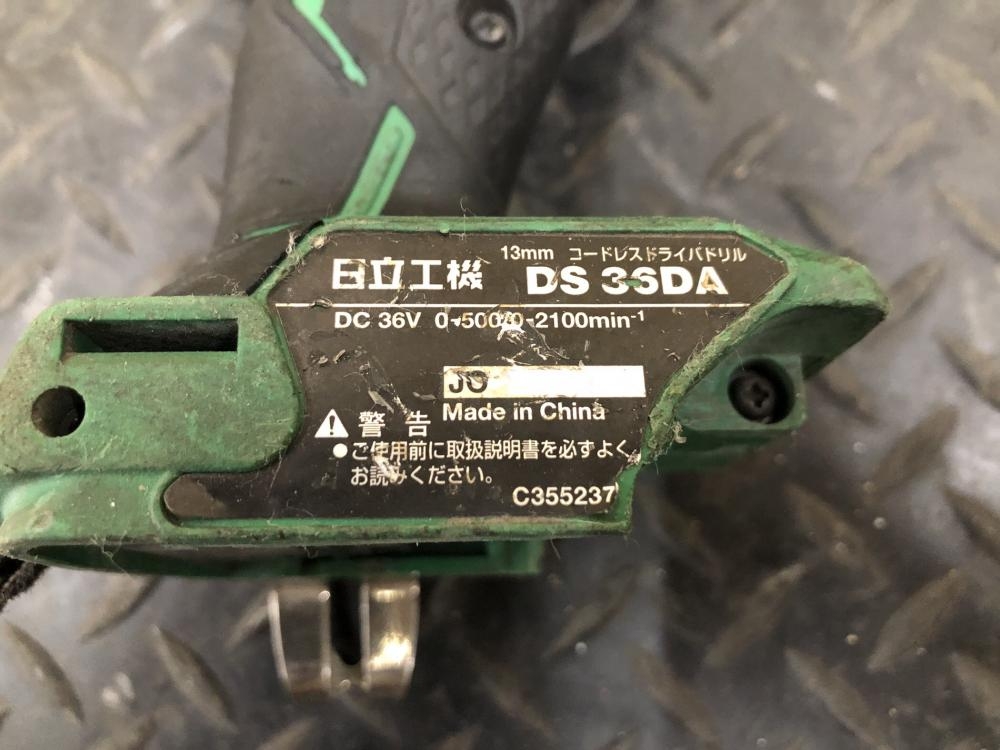 13mm コードレスドライバドリル
日立工機 DS 36DA
DC 36V 0-500/0-2100min⁻¹
JO
Made in China
警告
●ご使用前に取扱説明書を必ずよく
お読みください。
C355237